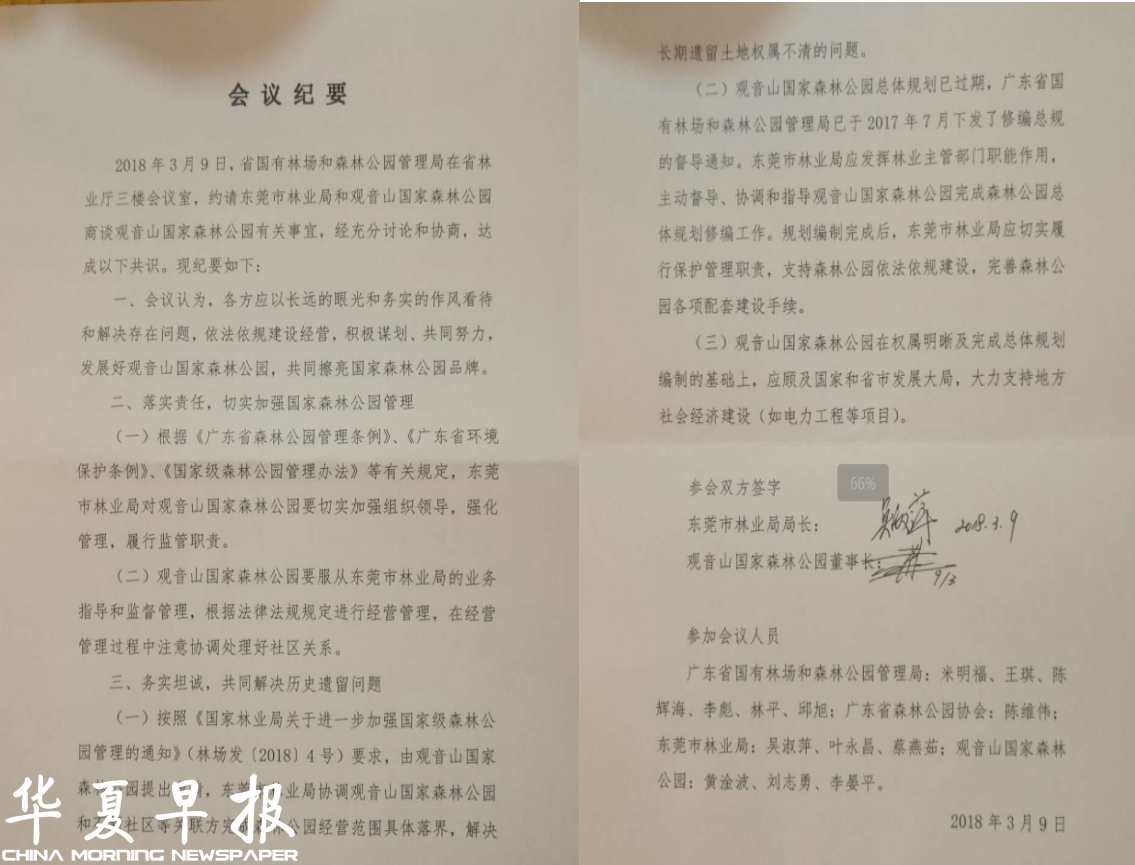 会议纪要
2018年3月9日，省国有林场和森林公园管理局在省林
业厅三楼会议室，约请东莞市林业局和观音山国家森林公园
商谈观音山国家森林公园有关事宜，经充分讨论和协商，达
成以下共识。现纪要如下：
一、会议认为，各方应以长远的眼光和务实的作风看待
和解决存在问题，依法依规建设经营，积极谋划、共同努力，
发展好观音山国家森林公园，共同擦亮国家森林公园品牌。
二、落实责任，切实加强国家森林公园管理
（一）根据《广东省森林公园管理条例》、《广东省环境
保护条例》、《国家级森林公园管理办法》等有关规定，东莞
市林业局对观音山国家森林公园要切实加强组织领导，强化
管理，履行监管职责。
（二）观音山国家森林公园要服从东莞市林业局的业务
指导和监督管理，根据法律法规规定进行经营管理，在经营
管理过程中注意协调处理好社区关系。
三、务实坦诚，共同解决历史遗留问题
（一）按照《国家林业局关于进一步加强国家级森林公
园管理的通知》（林场发〔2018〕4号）要求，由观音山国家
森林公园提出，东莞市林业局协调观音山国家森林公园
和社区等关联方完公园经营范围具体落界，解决
华夏早报
CHINA MORNING NEWSPAPER
长期遗留土地权属不清的问题。
（二）观音山国家森林公园总体规划已过期，广东省国
有林场和森林公园管理局已于2017年7月下发了修编总规
的督导通知。东莞市林业局应发挥林业主管部门职能作用，
主动督导、协调和指导观音山国家森林公园完成森林公园总
体规划修编工作。规划编制完成后，东莞市林业局应切实履
行保护管理职责，支持森林公园依法依规建设，完善森林公
园各项配套建设手续。
（三）观音山国家森林公园在权属明晰及完成总体规划
编制的基础上，应顾及国家和省市发展大局，大力支持地方
社会经济建设（如电力工程等项目）。
66%
参会双方签字
东莞市林业局局长：吴淑萍 2018.3.9
观音山国家森林公园董事长： 9/3
参加会议人员
广东省国有林场和森林公园管理局：米明福、王琪、陈
辉海、李彪、林平、邱旭；广东省森林公园协会：陈维伟；
东莞市林业局：吴淑萍、叶永昌、蔡燕茹；观音山国家森林
公园：黄淦波、刘志勇、李晏平。
2018年3月9日